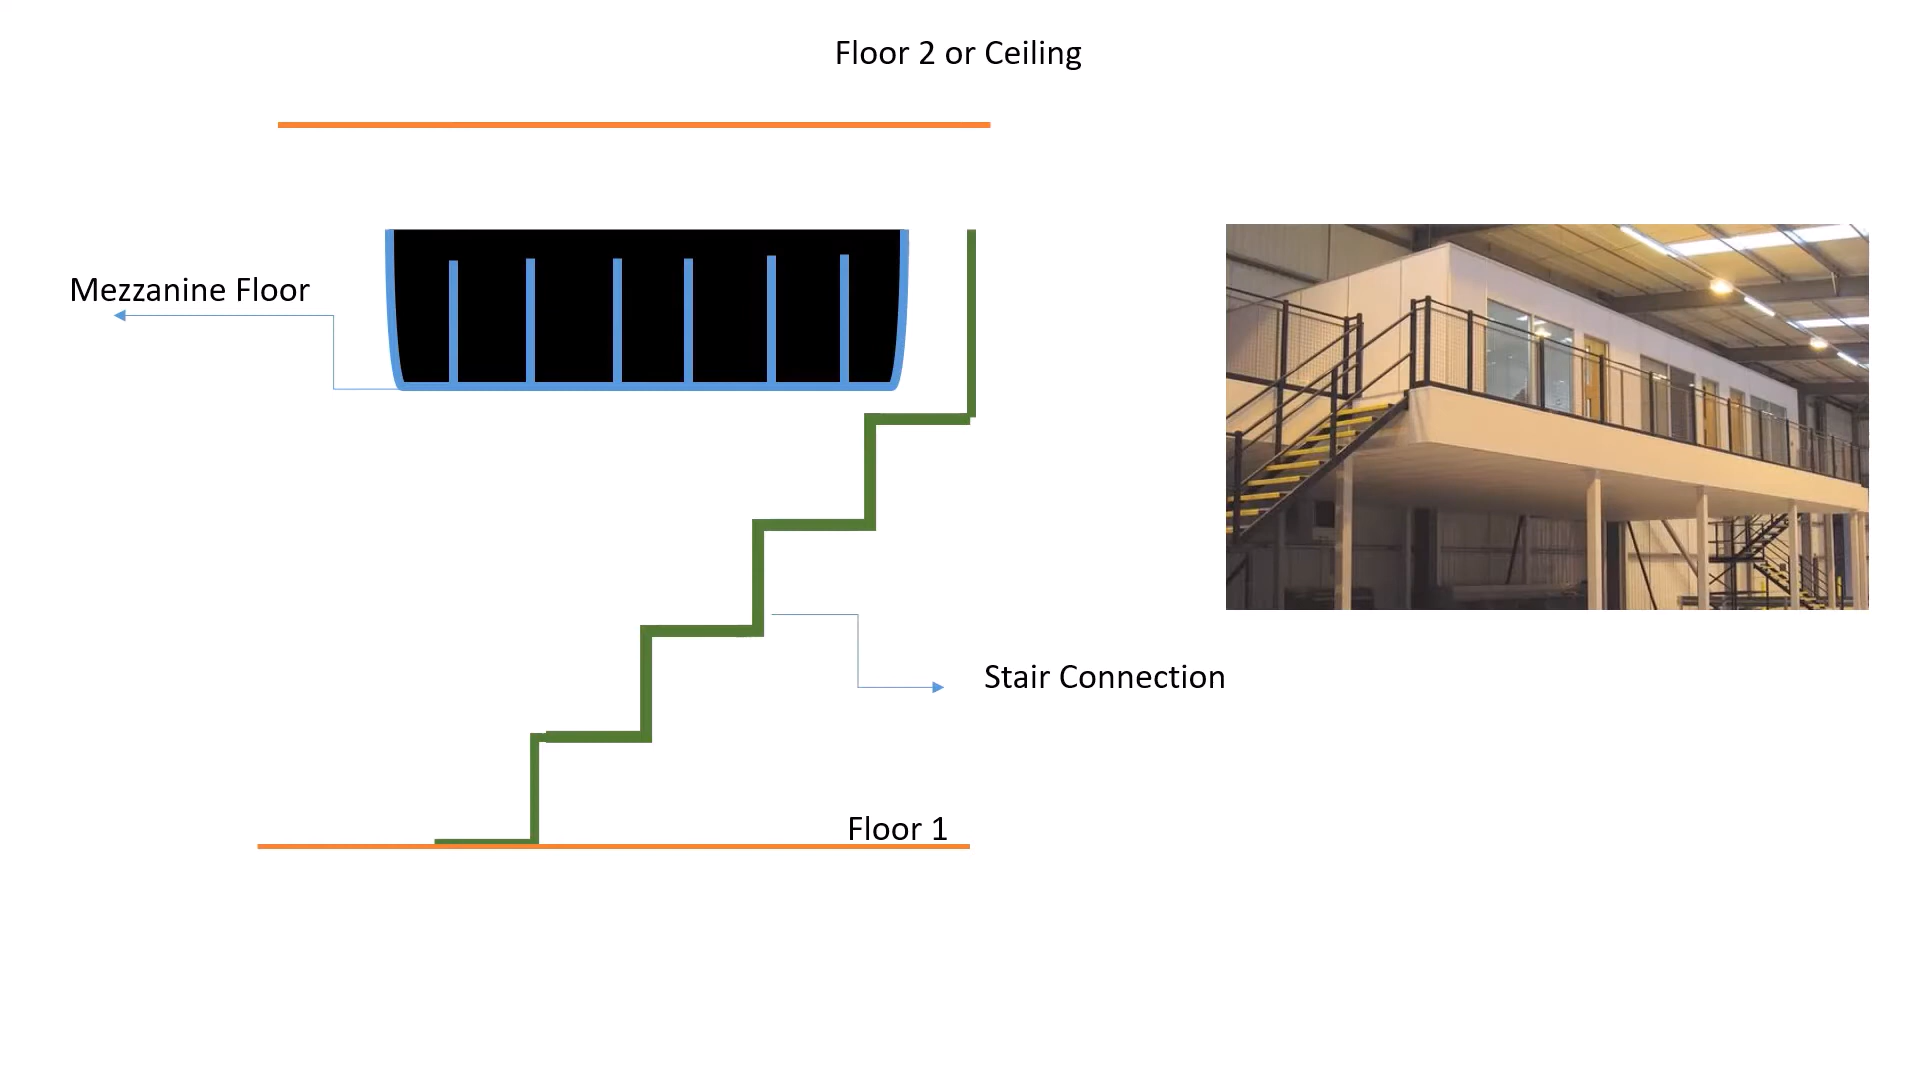 Floor 2 or Ceiling
Mezzanine Floor
Stair Connection
Floor 1